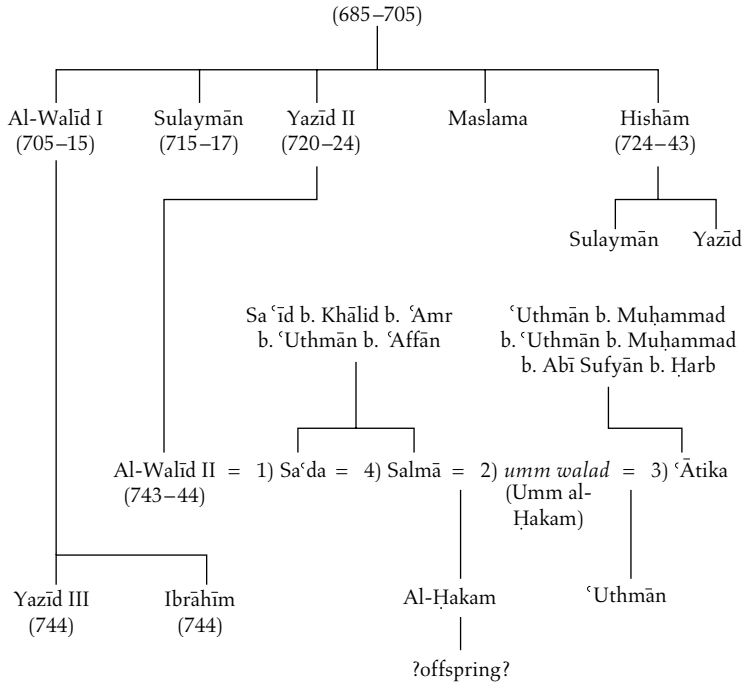 (685–705)
Al-Walīd I Sulaymān Yazīd II Maslama Hishām
(705–15) (715–17) (720–24) (724–43)
Sulaymān Yazīd
Saʿīd b. Khālid b. ʿAmr
b. ʿUthmān b. ʿAffān
ʿUthmān b. Muḥammad
b. ʿUthmān b. Muḥammad
b. Abī Sufyān b. Ḥarb
Al-Walīd II = 1) Saʿda = 4) Salmā = 2) umm walad = 3) ʿĀtika
(743–44) (Umm al-
Ḥakam)
Yazīd III Ibrāhīm Al-Ḥakam ʿUthmān
(744) (744)
?offspring?